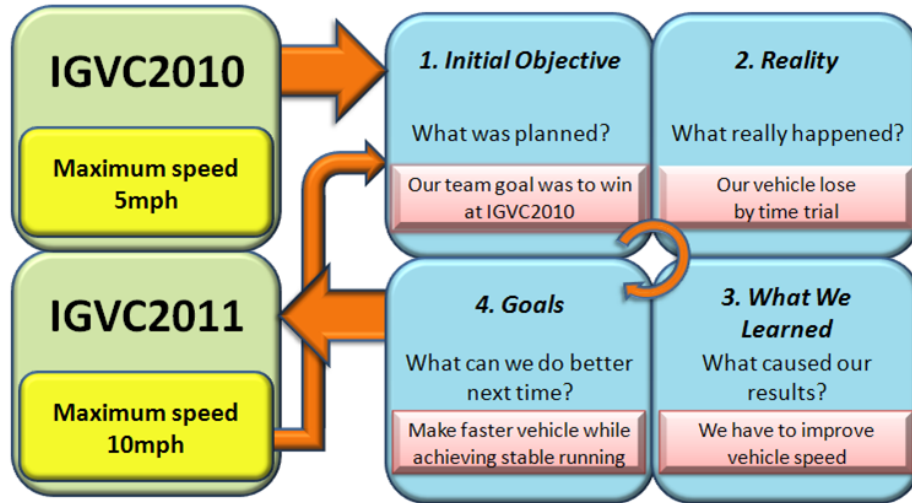 IGVC2010
Maximum speed
5mph
IGVC2011
Maximum speed
10mph
1. Initial Objective
What was planned?
Our team goal was to win
at IGVC2010
2. Reality
What really happened?
Our vehicle lose
by time trial
3. What We
Learned
What caused our
results?
We have to improve
vehicle speed
4. Goals
What can we do better
next time?
Make faster vehicle while
achieving stable running